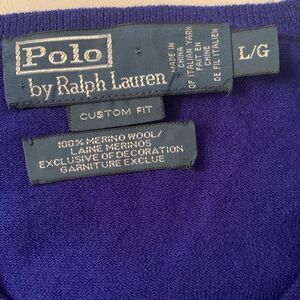 Polo
by Ralph Lauren
MADE IN
CHINA
OF ITALIAN YARN
FAIT EN
CHINE
DE FIL ITALIEN
L/G
CUSTOM FIT
100% MERINO WOOL/
LAINE MERINOS
EXCLUSIVE OF DECORATION
GARNITURE EXCLUE